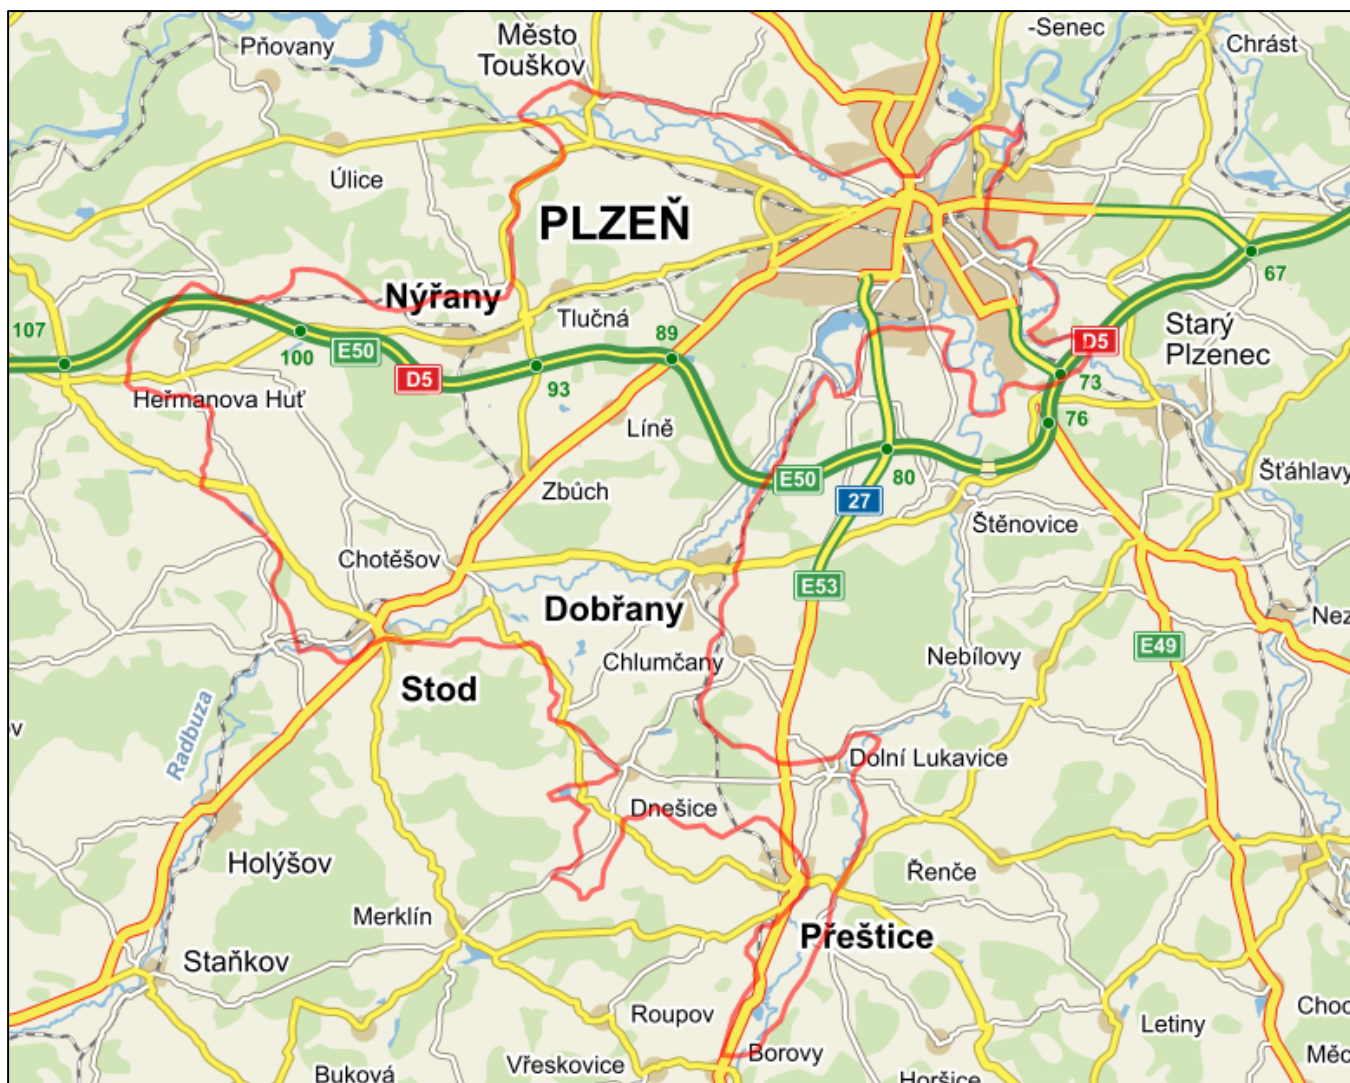 -Senec
Město
Touškov
Pňovany
Chrást
Úlice
PLZEŇ
67
Nýřany
107
Tlučná
89
Starý
Plzenec
100
E50
D5
D5
93
73
Heřmanova Huť
76
Líně
80
E50
Šťáhlavy
Zbůch
27
Štěnovice
Chotěšov
E53
Dobřany
Nez
E49
Chlumčany
Nebílovy
Stod
Radbuza
ov
Dolní Lukavice
Dnešice
Holýšov
Řenče
Merklín
Přeštice
Staňkov
Choc
Roupov
Letiny
Borovy
Měc
Vřeskovice
Buková
Horšice